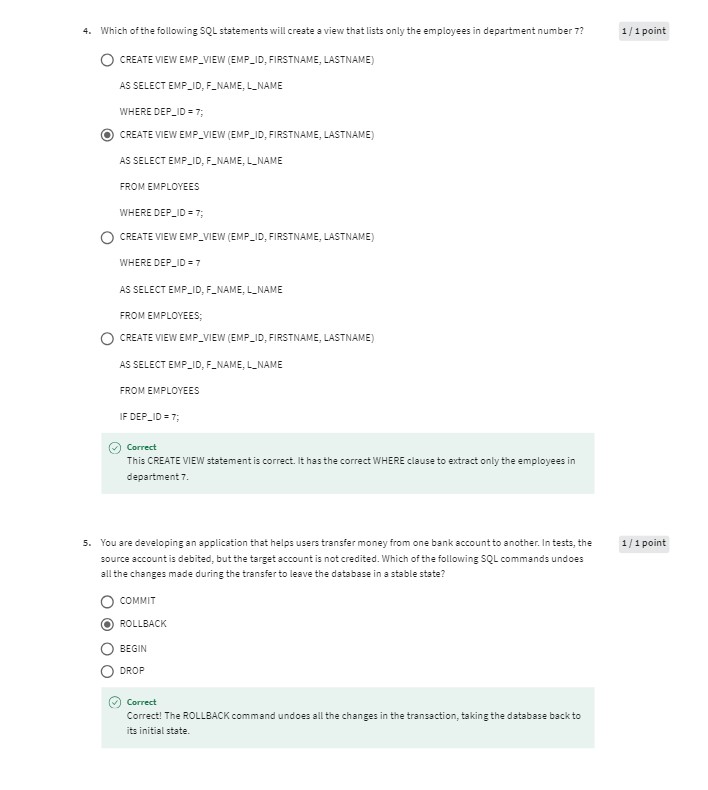 4. Which of the following SQL statements will create a view that lists only the employees in department number 7?
1 / 1 point
CREATE VIEW EMP_VIEW (EMP_ID, FIRSTNAME, LASTNAME)
AS SELECT EMP_ID, F_NAME, L_NAME
WHERE DEP_ID = 7;
CREATE VIEW EMP_VIEW (EMP_ID, FIRSTNAME, LASTNAME)
AS SELECT EMP_ID, F_NAME, L_NAME
FROM EMPLOYEES
WHERE DEP_ID = 7;
CREATE VIEW EMP_VIEW (EMP_ID, FIRSTNAME, LASTNAME)
WHERE DEP_ID = 7
AS SELECT EMP_ID, F_NAME, L_NAME
FROM EMPLOYEES;
CREATE VIEW EMP_VIEW (EMP_ID, FIRSTNAME, LASTNAME)
AS SELECT EMP_ID, F_NAME, L_NAME
FROM EMPLOYEES
IF DEP_ID = 7;
Correct
This CREATE VIEW statement is correct. It has the correct WHERE clause to extract only the employees in
department 7.
5. You are developing an application that helps users transfer money from one bank account to another. In tests, the
1 / 1 point
source account is debited, but the target account is not credited. Which of the following SQL commands undoes
all the changes made during the transfer to leave the database in a stable state?
COMMIT
ROLLBACK
BEGIN
DROP
Correct
Correct! The ROLLBACK command undoes all the changes in the transaction, taking the database back to
its initial state.